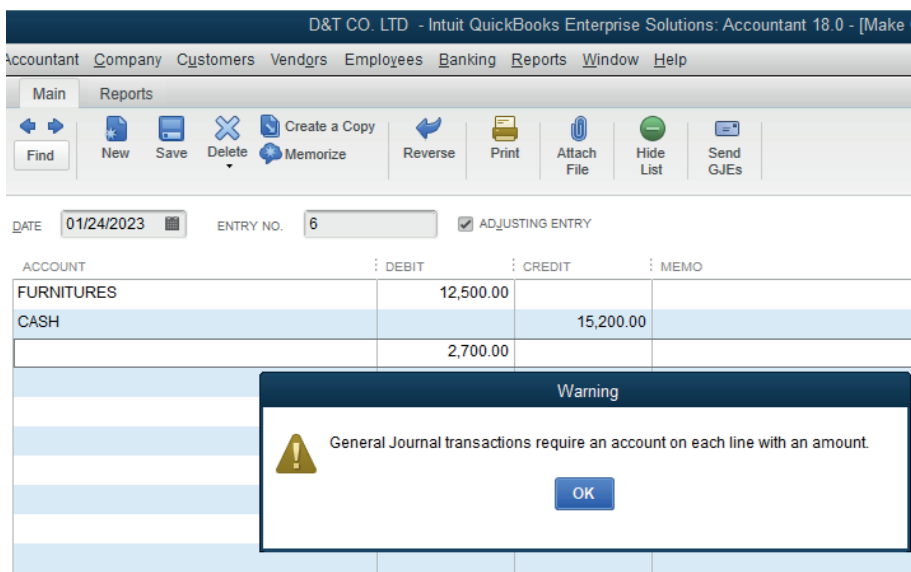 D&T CO. LTD - Intuit QuickBooks Enterprise Solutions: Accountant 18.0 - [Make
Accountant Company Customers Vendors Employees Banking Reports Window Help
Main Reports
Find New Save Delete Create a Copy Memorize Reverse Print Attach File Hide List Send GJEs
DATE 01/24/2023 ENTRY NO. 6 ADJUSTING ENTRY
ACCOUNT DEBIT CREDIT MEMO
FURNITURES 12,500.00
CASH 15,200.00
2,700.00
Warning
General Journal transactions require an account on each line with an amount.
OK